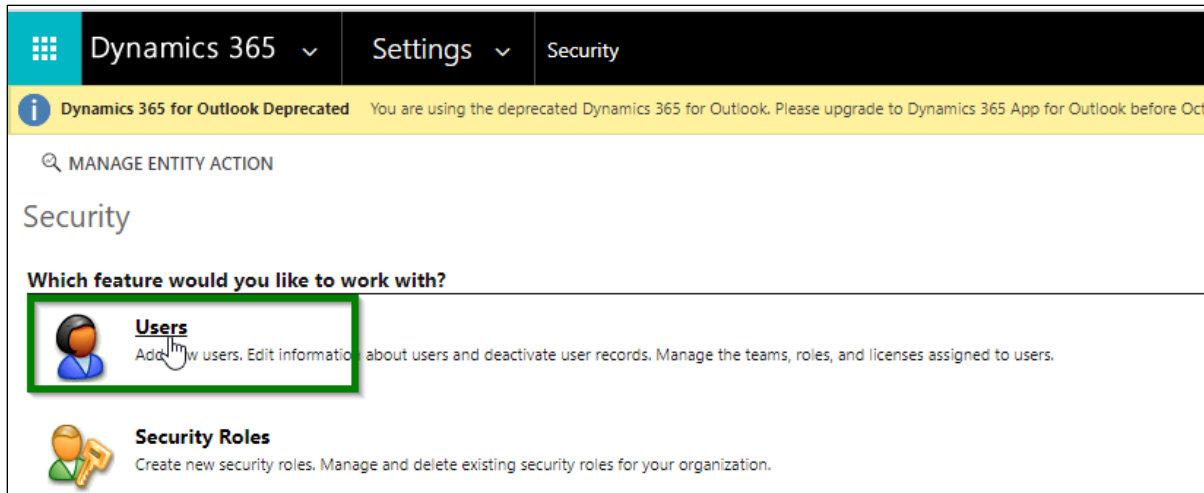 Dynamics 365 Settings Security
Dynamics 365 for Outlook Deprecated You are using the deprecated Dynamics 365 for Outlook. Please upgrade to Dynamics 365 App for Outlook before Oct
MANAGE ENTITY ACTION
Security
Which feature would you like to work with?
Users
users. Edit information about users and deactivate user records. Manage the teams, roles, and licenses assigned to users.
Security Roles
Create new security roles. Manage and delete existing security roles for your organization.